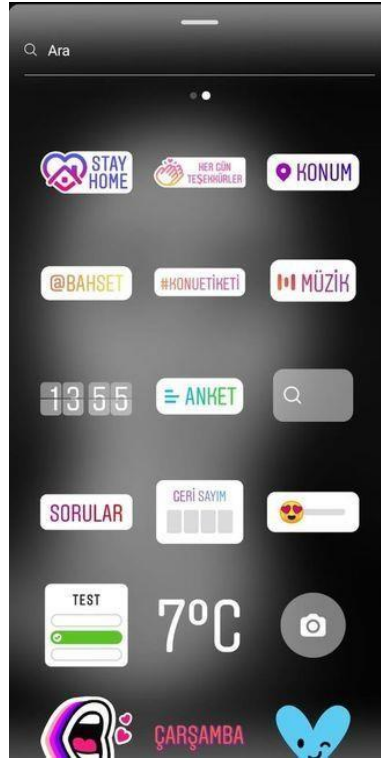 Ara
STAY
HOME
HER GÜN
TEŞEKKÜRLER
KONUM
@BAHSET
#KONUETİKETİ
MÜZİK
13 55
ANKET
SORULAR
GERİ SAYIM
TEST
7°C
ÇARŞAMBA